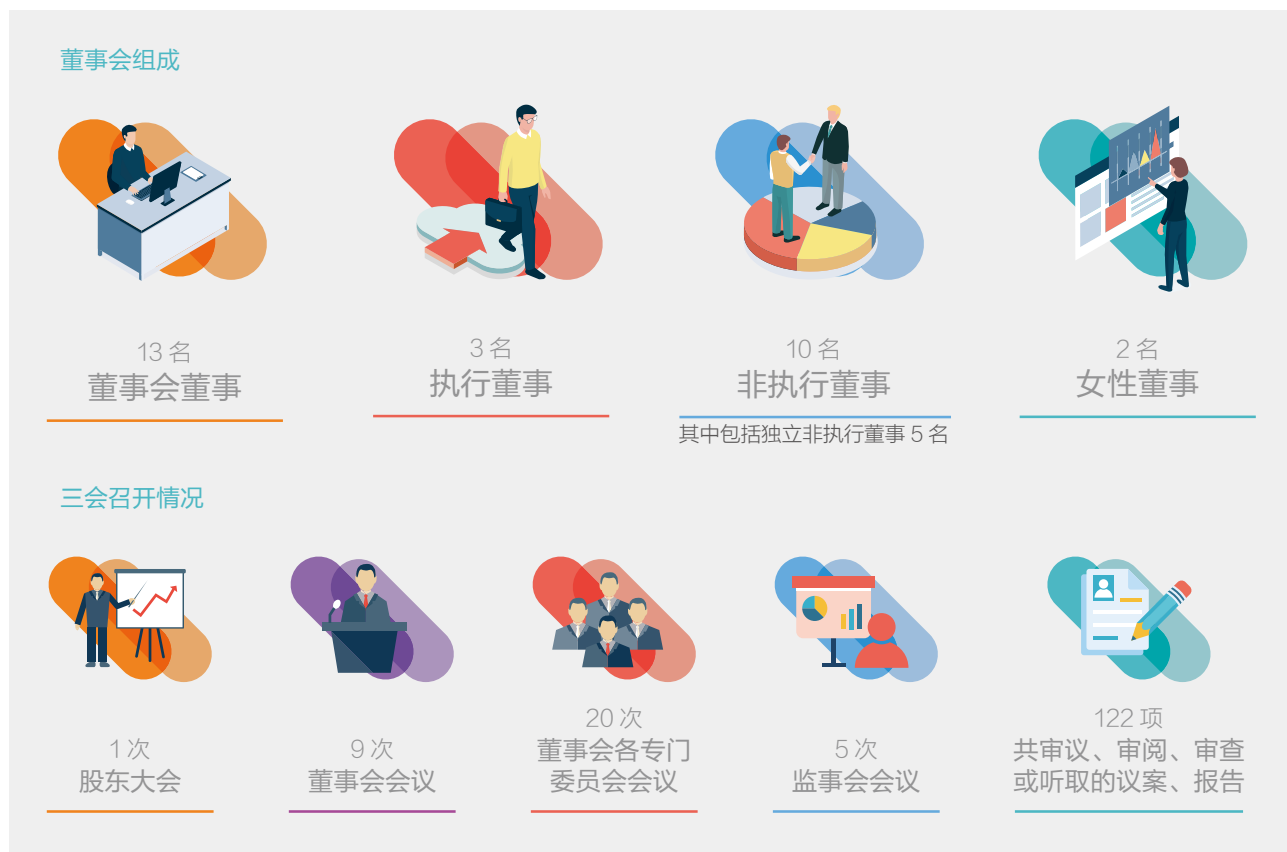 董事会组成
13 名
董事会董事
3 名
执行董事
10 名
非执行董事
其中包括独立非执行董事 5 名
2 名
女性董事
三会召开情况
1 次
股东大会
9 次
董事会会议
20 次
董事会各专门
委员会会议
5 次
监事会会议
122 项
共审议、审阅、审查
或听取的议案、报告